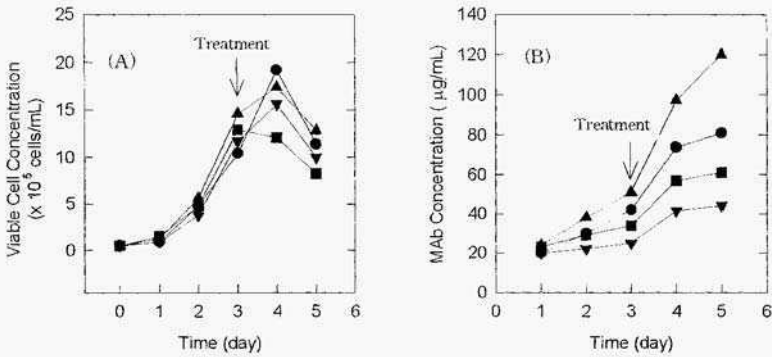 25
20
15
10
5
0
Viable Cell Concentration
(x 10⁵ cells/mL)
(A)
Treatment
0 1 2 3 4 5 6
Time (day)
140
120
100
80
60
40
20
0
MAb Concentration ( μg/mL)
(B)
Treatment
0 1 2 3 4 5 6
Time (day)